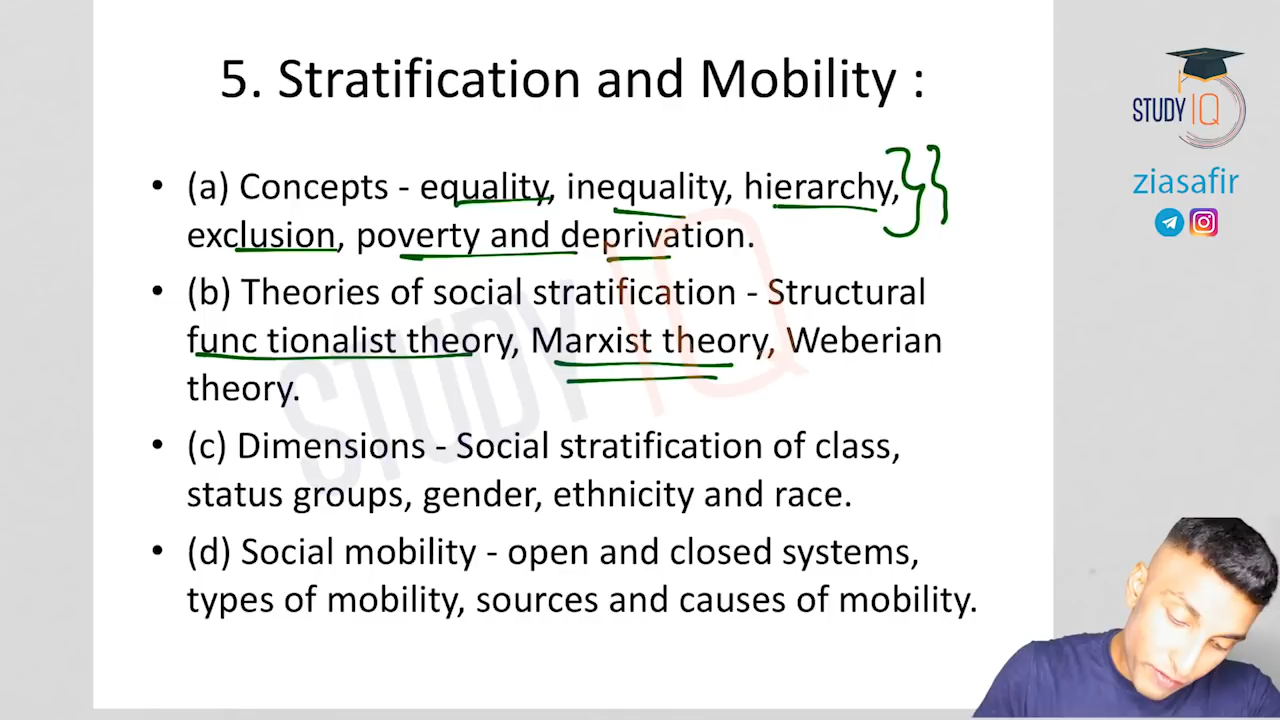 5. Stratification and Mobility :
• (a) Concepts - equality, inequality, hierarchy,
exclusion, poverty and deprivation.
• (b) Theories of social stratification - Structural
func tionalist theory, Marxist theory, Weberian
theory.
• (c) Dimensions - Social stratification of class,
status groups, gender, ethnicity and race.
• (d) Social mobility - open and closed systems,
types of mobility, sources and causes of mobility.
STUDY IQ
STUDY IQ
ziasafir